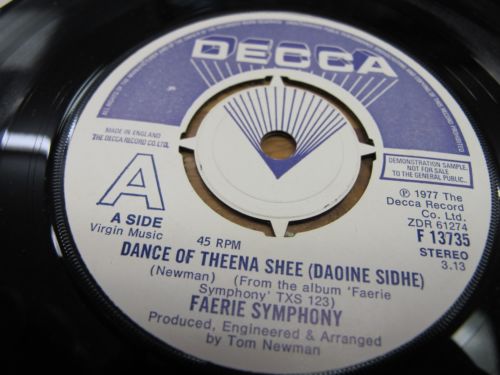 DECCA
MADE IN ENGLAND
THE DECCA RECORD CO. LTD.
DEMONSTRATION SAMPLE.
NOT FOR SALE
TO THE GENERAL PUBLIC.
A
A SIDE
Virgin Music
℗ 1977 The
Decca Record
Co. Ltd.
ZDR 61274
F 13735
STEREO
3.13
45 RPM
DANCE OF THEENA SHEE (DAOINE SIDHE)
(Newman) (From the album 'Faerie
Symphony' TXS 123)
FAERIE SYMPHONY
Produced, Engineered & Arranged
by Tom Newman